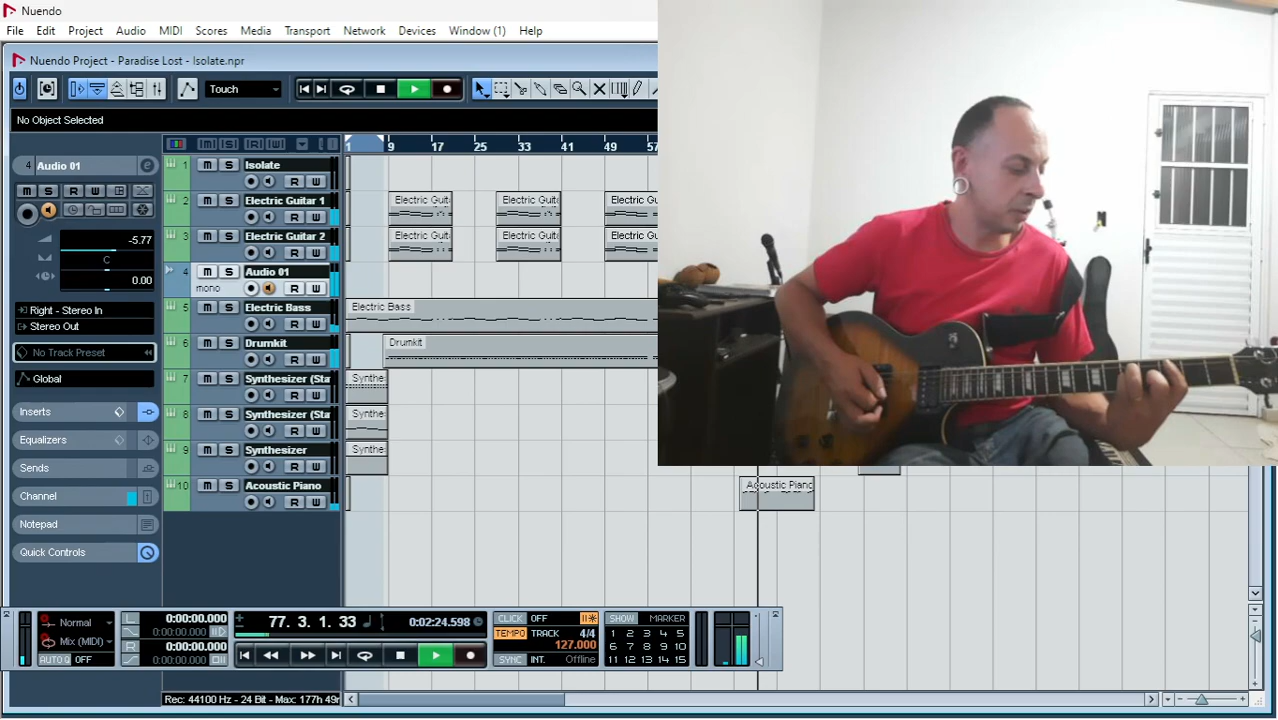 Nuendo
File Edit Project Audio MIDI Scores Media Transport Network Devices Window (1) Help
Nuendo Project - Paradise Lost - Isolate.npr
Touch
No Object Selected
1 9 17 25 33 41 49 57
4 Audio 01 e
M S R W
-5.77
C
0.00
Right - Stereo In
Stereo Out
No Track Preset
Global
Inserts
Equalizers
Sends
Channel
Notepad
Quick Controls
[M] [S] [R] [W]
1 M S Isolate
R W
2 M S Electric Guitar 1
R W
3 M S Electric Guitar 2
R W
4 M S Audio 01
mono R W
5 M S Electric Bass
R W
6 M S Drumkit
R W
7 M S Synthesizer (Sta
R W
8 M S Synthesizer (Sta
R W
9 M S Synthesizer
R W
10 M S Acoustic Piano
R W
Electric Guit Electric Guit Electric Guit
Electric Guit Electric Guit Electric Guit
Electric Bass
Drumkit
Synthe
Synthe
Synthe
Acoustic Piano
Normal
Mix (MIDI)
AUTO Q OFF
L 0:00:00.000
0:00:00.000
R 0:00:00.000
0:00:00.000
77. 3. 1. 33 0:02:24.598
CLICK OFF
TEMPO TRACK 4/4
127.000
SYNC INT. Offline
SHOW MARKER
1 2 3 4 5
6 7 8 9 10
11 12 13 14 15
Rec: 44100 Hz - 24 Bit - Max: 177h 49m